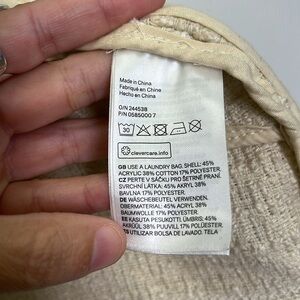 Made in China
Fabriqué en Chine
Hecho en China
O/N 244538
P/N 0585000 7
30
clevercare.info
GB USE A LAUNDRY BAG. SHELL: 45%
ACRYLIC 38% COTTON 17% POLYESTER.
CZ PERTE V SÁČKU PRO ŠETRNÉ PRANÍ.
SVRCHNÍ LÁTKA: 45% AKRYL 38%
BAVLNA 17% POLYESTER.
DE WÄSCHEBEUTEL VERWENDEN.
OBERMATERIAL: 45% ACRYL 38%
BAUMWOLLE 17% POLYESTER.
EE KASUTA PESUKOTTI. ÜMBRIS: 45%
AKRÜÜL 38% PUUVILL 17% POLÜESTER.
ES UTILIZAR BOLSA DE LAVADO. TELA